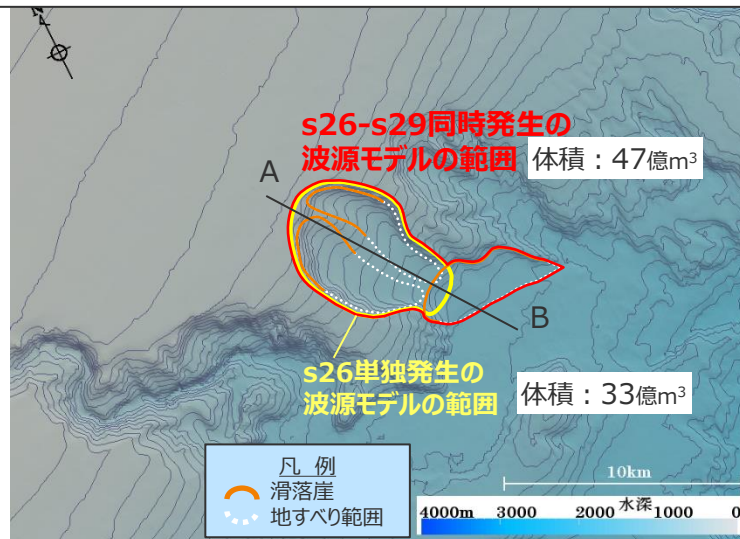 N
s26-s29同時発生の
波源モデルの範囲
体積：47億m³
A
B
s26単独発生の
波源モデルの範囲
体積：33億m³
凡 例
滑落崖
地すべり範囲
10km
水深
4000m 3000 2000 1000 0